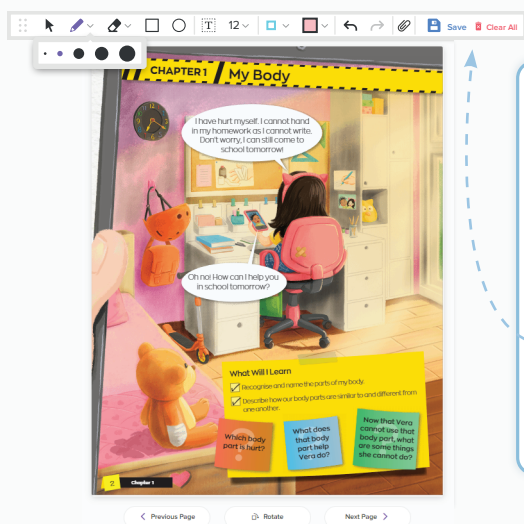 T 12 Save Clear All
CHAPTER 1 My Body
I have hurt myself. I cannot hand
in my homework as I cannot write.
Don't worry, I can still come to
school tomorrow!
Oh no! How can I help you
in school tomorrow?
What Will I Learn
Recognise and name the parts of my body.
Describe how our body parts are similar to and different from
one another.
Which body
part is hurt?
What does
that body
part help
Vera do?
Now that Vera
cannot use that
body part, what
are some things
she cannot do?
2 Chapter 1
Previous Page Rotate Next Page